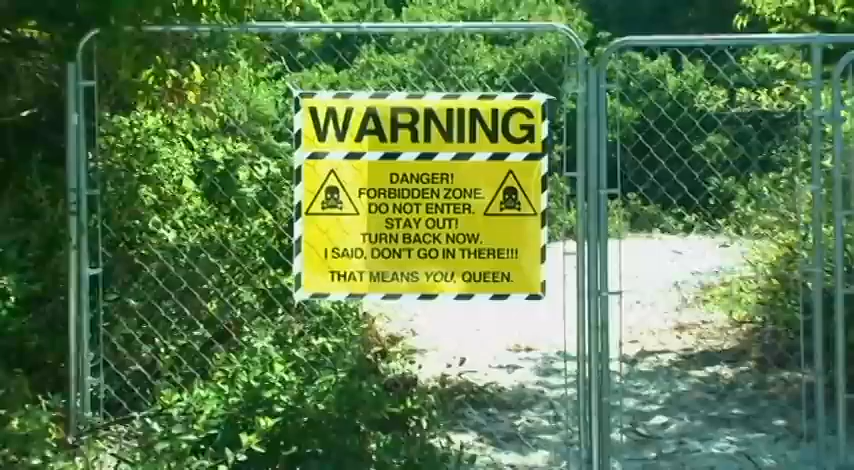 WARNING
DANGER!
FORBIDDEN ZONE.
DO NOT ENTER.
STAY OUT!
TURN BACK NOW.
I SAID, DON'T GO IN THERE!!!
THAT MEANS YOU, QUEEN.